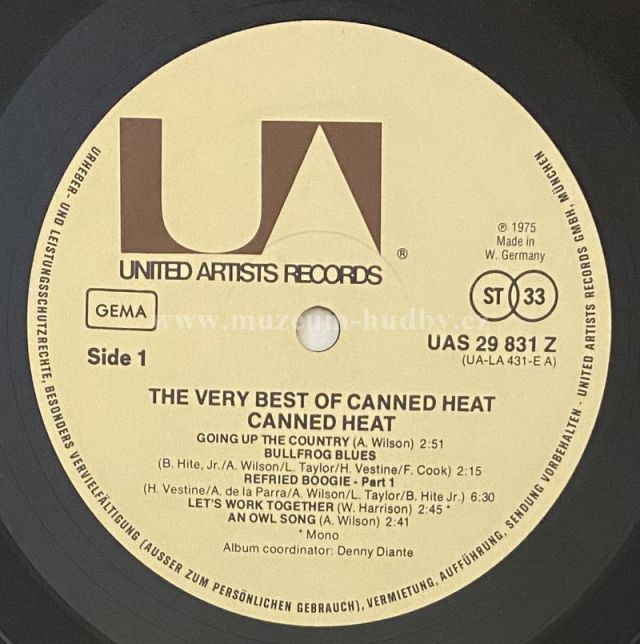 UA
®
UNITED ARTISTS RECORDS
℗ 1975
Made in
W. Germany
GEMA
ST 33
www.muzeum-hudby.cz
Side 1
UAS 29 831 Z
(UA-LA 431-E A)
THE VERY BEST OF CANNED HEAT
CANNED HEAT
GOING UP THE COUNTRY (A. Wilson) 2:51
BULLFROG BLUES
(B. Hite, Jr./A. Wilson/L. Taylor/H. Vestine/F. Cook) 2:15
REFRIED BOOGIE - Part 1
(H. Vestine/A. de la Parra/A. Wilson/L. Taylor/B. Hite Jr.) 6:30
LET'S WORK TOGETHER (W. Harrison) 2:45 *
AN OWL SONG (A. Wilson) 2:41
* Mono
Album coordinator: Denny Diante
URHEBER- UND LEISTUNGSSCHUTZRECHTE, BESONDERS VERVIELFÄLTIGUNG (AUSSER ZUM PERSÖNLICHEN GEBRAUCH), VERMIETUNG, AUFFÜHRUNG, SENDUNG VORBEHALTEN · UNITED ARTISTS RECORDS GMBH, MÜNCHEN